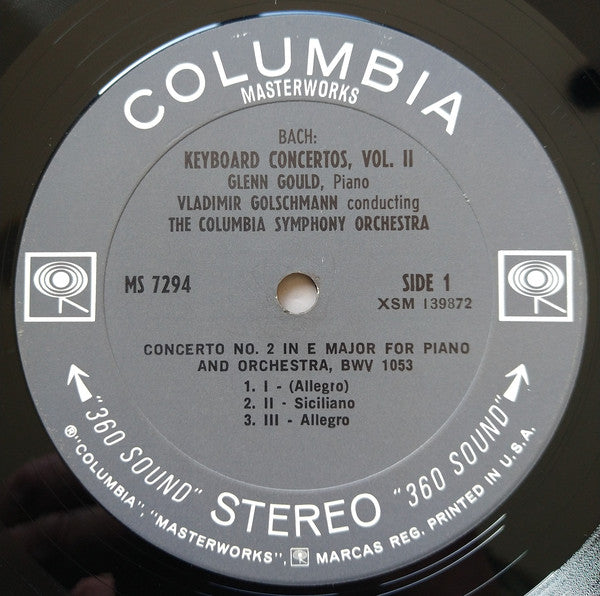 COLUMBIA
MASTERWORKS
BACH:
KEYBOARD CONCERTOS, VOL. II
GLENN GOULD, Piano
VLADIMIR GOLSCHMANN conducting
THE COLUMBIA SYMPHONY ORCHESTRA
MS 7294
SIDE 1
XSM 139872
CONCERTO NO. 2 IN E MAJOR FOR PIANO
AND ORCHESTRA, BWV 1053
1. I - (Allegro)
2. II - Siciliano
3. III - Allegro
"360 SOUND" STEREO "360 SOUND"
®"COLUMBIA", "MASTERWORKS", MARCAS REG. PRINTED IN U.S.A.